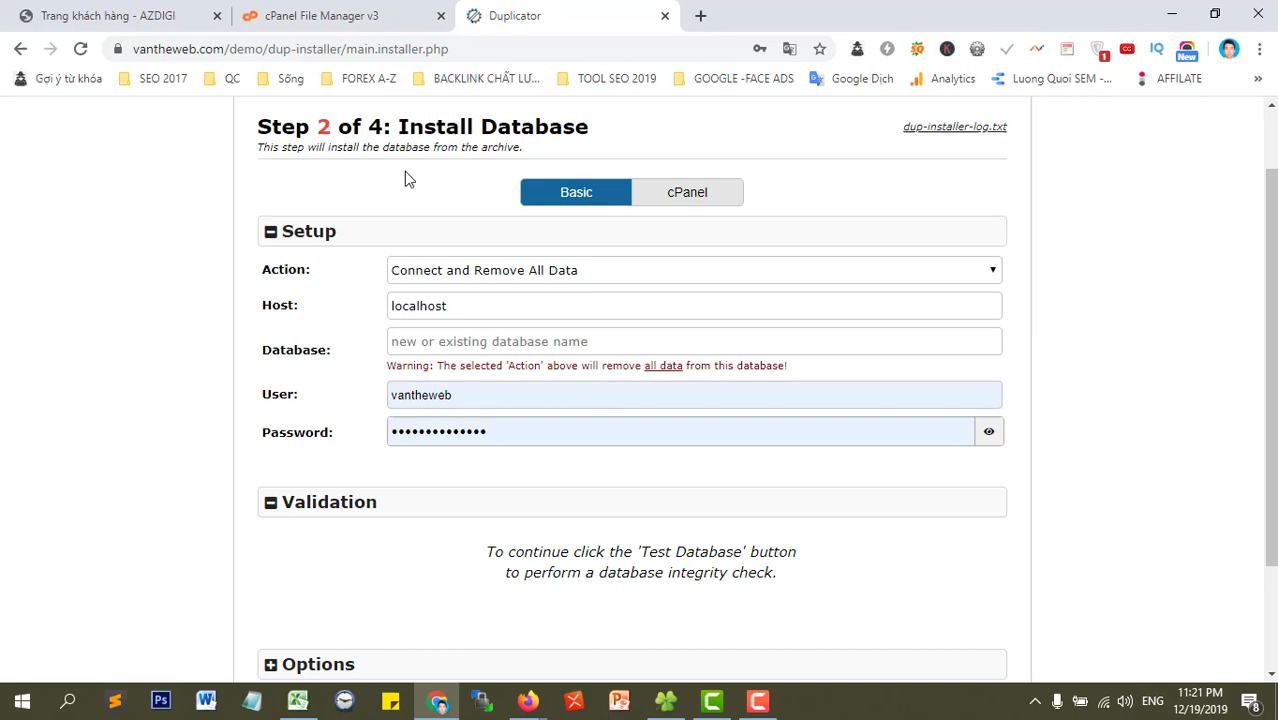 Trang khách hàng - AZDIGI
cPanel File Manager v3
Duplicator
vantheweb.com/demo/dup-installer/main.installer.php
1
New
Gợi ý từ khóa
SEO 2017
QC
Sống
FOREX A-Z
BACKLINK CHẤT LƯ...
TOOL SEO 2019
GOOGLE -FACE ADS
Google Dịch
Analytics
Luong Quoi SEM -...
AFFILATE
»
Step 2 of 4: Install Database
dup-installer-log.txt
This step will install the database from the archive.
Basic
cPanel
Setup
Action:
Connect and Remove All Data
Host:
localhost
Database:
new or existing database name
Warning: The selected 'Action' above will remove all data from this database!
User:
vantheweb
Password:
••••••••••••••
Validation
To continue click the 'Test Database' button
to perform a database integrity check.
Options
ENG
11:21 PM
12/19/2019
8